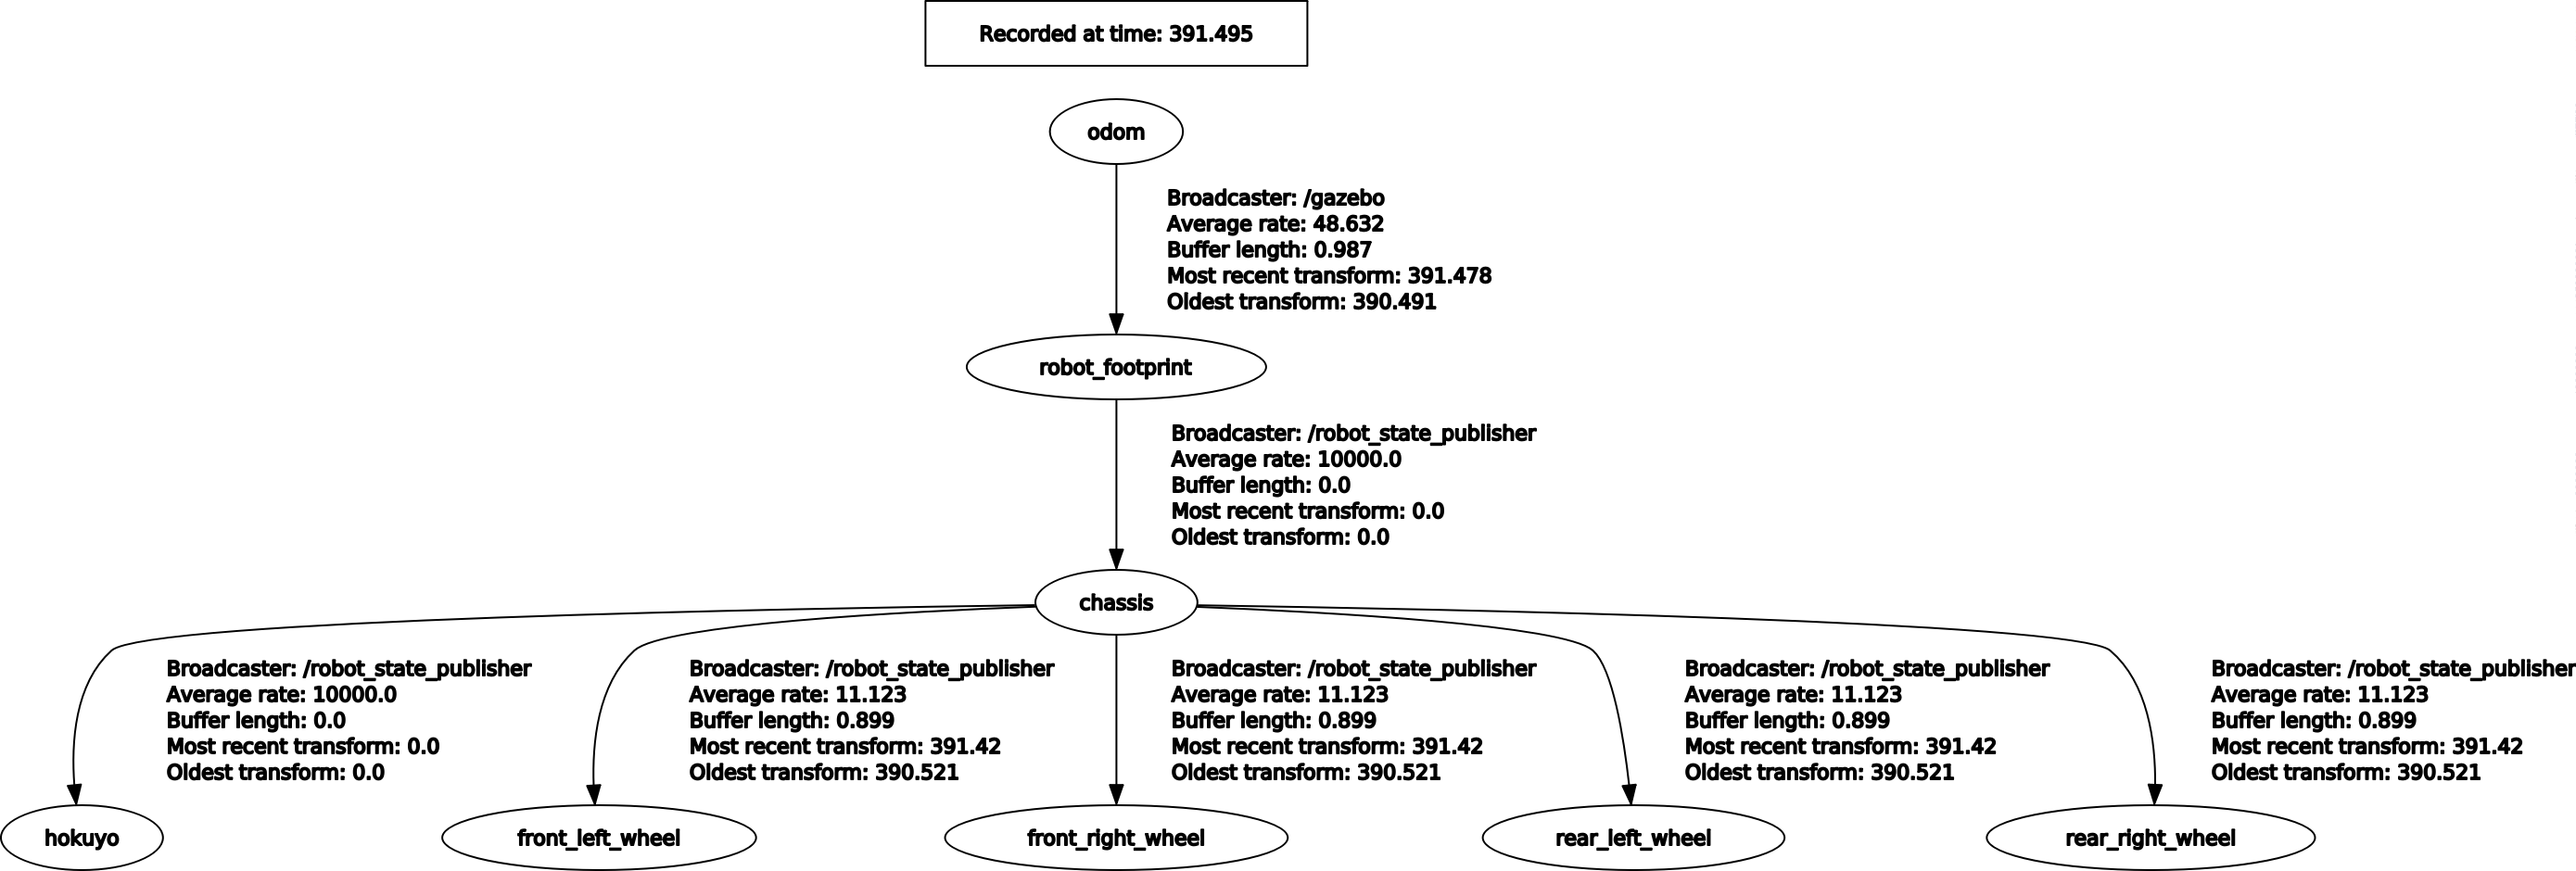 Recorded at time: 391.495
odom
Broadcaster: /gazebo
Average rate: 48.632
Buffer length: 0.987
Most recent transform: 391.478
Oldest transform: 390.491
robot_footprint
Broadcaster: /robot_state_publisher
Average rate: 10000.0
Buffer length: 0.0
Most recent transform: 0.0
Oldest transform: 0.0
chassis
Broadcaster: /robot_state_publisher
Average rate: 10000.0
Buffer length: 0.0
Most recent transform: 0.0
Oldest transform: 0.0
Broadcaster: /robot_state_publisher
Average rate: 11.123
Buffer length: 0.899
Most recent transform: 391.42
Oldest transform: 390.521
Broadcaster: /robot_state_publisher
Average rate: 11.123
Buffer length: 0.899
Most recent transform: 391.42
Oldest transform: 390.521
Broadcaster: /robot_state_publisher
Average rate: 11.123
Buffer length: 0.899
Most recent transform: 391.42
Oldest transform: 390.521
Broadcaster: /robot_state_publisher
Average rate: 11.123
Buffer length: 0.899
Most recent transform: 391.42
Oldest transform: 390.521
hokuyo
front_left_wheel
front_right_wheel
rear_left_wheel
rear_right_wheel